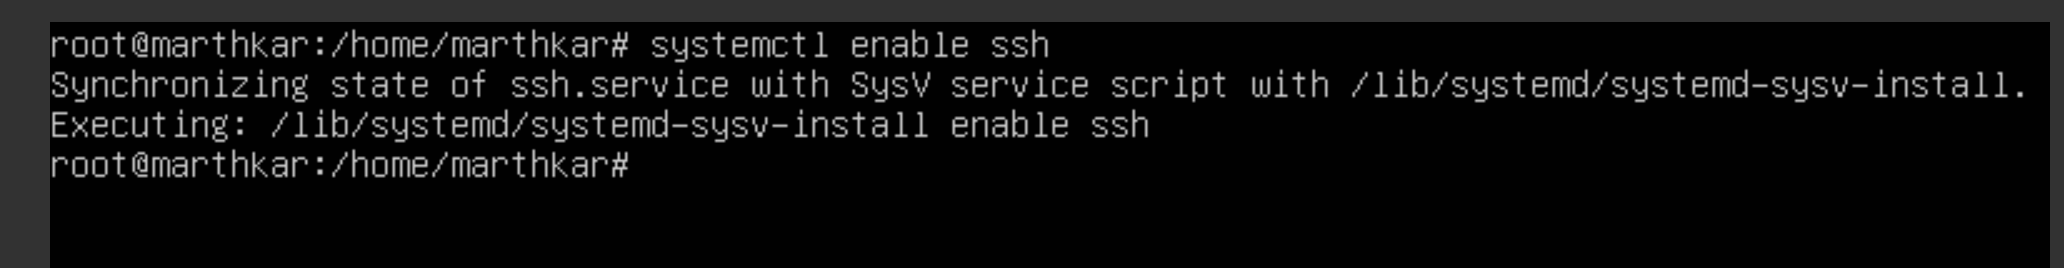 root@marthkar:/home/marthkar# systemctl enable ssh
Synchronizing state of ssh.service with SysV service script with /lib/systemd/systemd-sysv-install.
Executing: /lib/systemd/systemd-sysv-install enable ssh
root@marthkar:/home/marthkar#